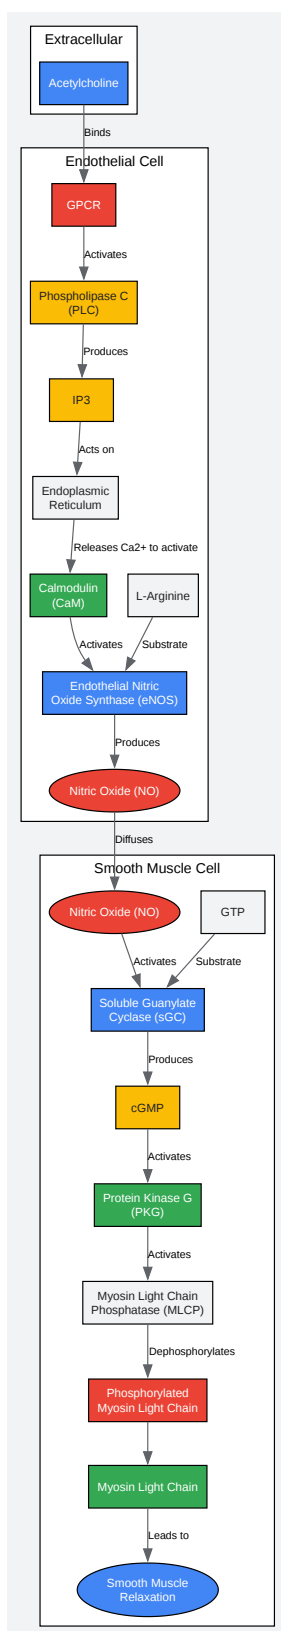 Extracellular
Acetylcholine
Binds
Endothelial Cell
GPCR
Activates
Phospholipase C
(PLC)
Produces
IP3
Acts on
Endoplasmic
Reticulum
Releases Ca2+ to activate
Calmodulin
(CaM)
L-Arginine
Activates
Substrate
Endothelial Nitric
Oxide Synthase (eNOS)
Produces
Nitric Oxide (NO)
Diffuses
Smooth Muscle Cell
Nitric Oxide (NO)
GTP
Activates
Substrate
Soluble Guanylate
Cyclase (sGC)
Produces
cGMP
Activates
Protein Kinase G
(PKG)
Activates
Myosin Light Chain
Phosphatase (MLCP)
Dephosphorylates
Phosphorylated
Myosin Light Chain
Myosin Light Chain
Leads to
Smooth Muscle
Relaxation